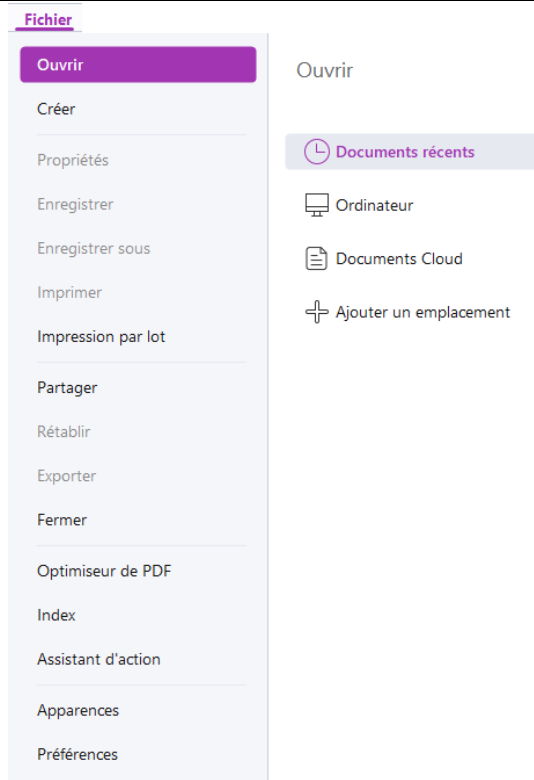 Fichier
Ouvrir
Créer
Propriétés
Enregistrer
Enregistrer sous
Imprimer
Impression par lot
Partager
Rétablir
Exporter
Fermer
Optimiseur de PDF
Index
Assistant d'action
Apparences
Préférences
Ouvrir
Documents récents
Ordinateur
Documents Cloud
Ajouter un emplacement